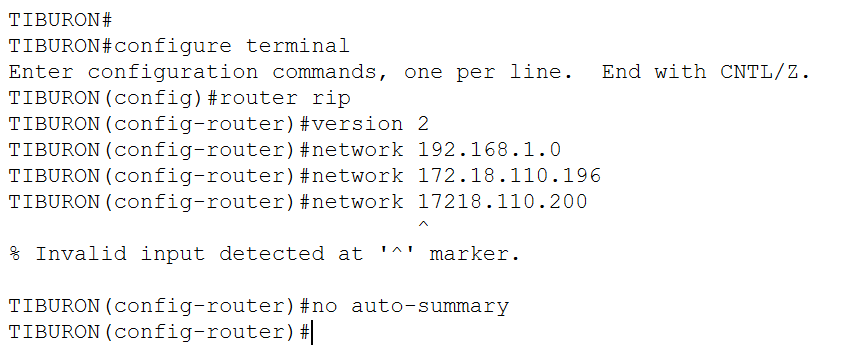 TIBURON#
TIBURON#configure terminal
Enter configuration commands, one per line.  End with CNTL/Z.
TIBURON(config)#router rip
TIBURON(config-router)#version 2
TIBURON(config-router)#network 192.168.1.0
TIBURON(config-router)#network 172.18.110.196
TIBURON(config-router)#network 17218.110.200
^
% Invalid input detected at '^' marker.
TIBURON(config-router)#no auto-summary
TIBURON(config-router)#